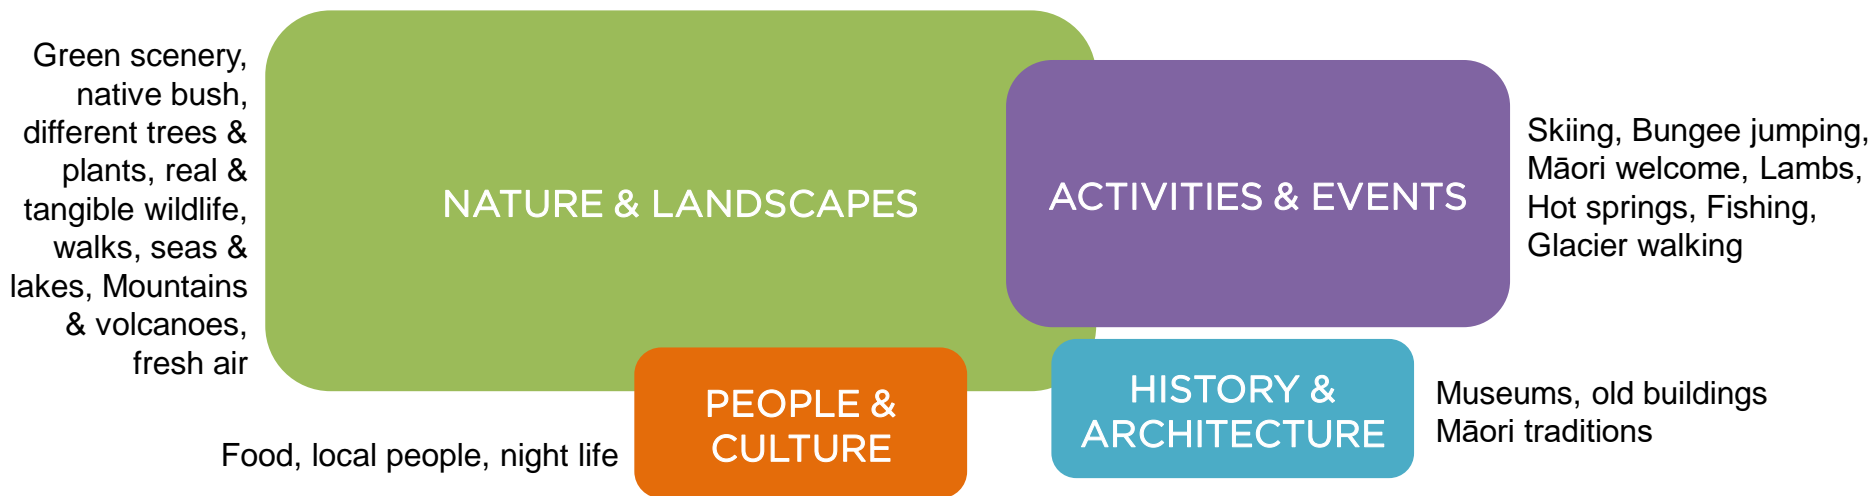 Green scenery,
native bush,
different trees &
plants, real &
tangible wildlife,
walks, seas &
lakes, Mountains
& volcanoes,
fresh air
NATURE & LANDSCAPES
ACTIVITIES & EVENTS
Skiing, Bungee jumping,
Māori welcome, Lambs,
Hot springs, Fishing,
Glacier walking
Food, local people, night life
PEOPLE &
CULTURE
HISTORY &
ARCHITECTURE
Museums, old buildings
Māori traditions